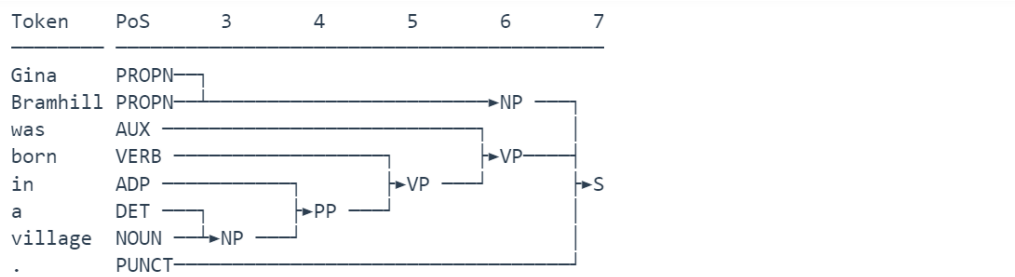 Token PoS 3 4 5 6 7
Gina PROPN
Bramhill PROPN NP
was AUX
born VERB VP
in ADP VP S
a DET PP
village NOUN NP
. PUNCT